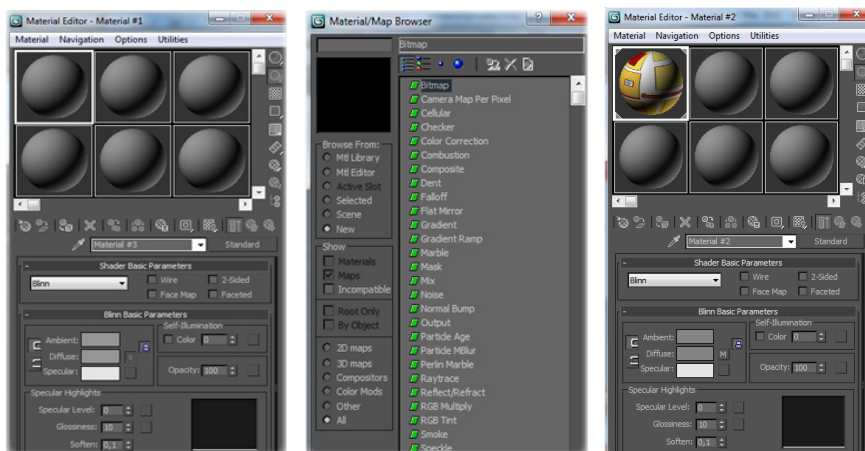 Material Editor - Material #1
Material Navigation Options Utilities
Material #3
Standard
Shader Basic Parameters
Blinn
Wire
2-Sided
Face Map
Faceted
Blinn Basic Parameters
Self-Illumination
Ambient:
Color 0
Diffuse:
Specular:
Opacity: 100
Specular Highlights
Specular Level: 0
Glossiness: 10
Soften: 0,1
Material/Map Browser
Bitmap
Browse From:
Mtl Library
Mtl Editor
Active Slot
Selected
Scene
New
Show
Materials
Maps
Incompatible
Root Only
By Object
2D maps
3D maps
Compositors
Color Mods
Other
All
Bitmap
Camera Map Per Pixel
Cellular
Checker
Color Correction
Combustion
Composite
Dent
Falloff
Flat Mirror
Gradient
Gradient Ramp
Marble
Mask
Mix
Noise
Normal Bump
Output
Particle Age
Particle MBlur
Perlin Marble
Raytrace
Reflect/Refract
RGB Multiply
RGB Tint
Smoke
Speckle
Material Editor - Material #2
Material Navigation Options Utilities
Material #2
Standard
Shader Basic Parameters
Blinn
Wire
2-Sided
Face Map
Faceted
Blinn Basic Parameters
Self-Illumination
Ambient:
Color 0
Diffuse:
M
Specular:
Opacity: 100
Specular Highlights
Specular Level: 0
Glossiness: 10
Soften: 0,1